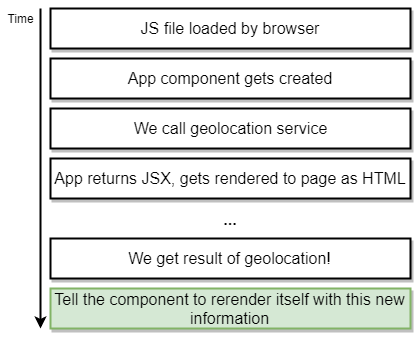 Time
JS file loaded by browser
App component gets created
We call geolocation service
App returns JSX, gets rendered to page as HTML
...
We get result of geolocation!
Tell the component to rerender itself with this new
information